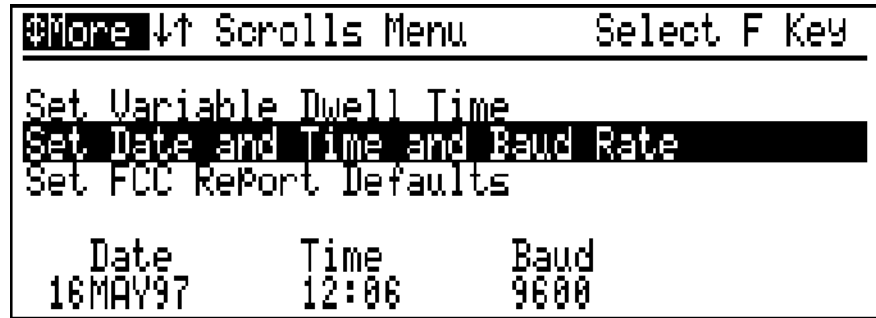 ↕More ↓↑ Scrolls Menu Select F Key
Set Variable Dwell Time
Set Date and Time and Baud Rate
Set FCC RePort Defaults
Date Time Baud
16MAY97 12:06 9600